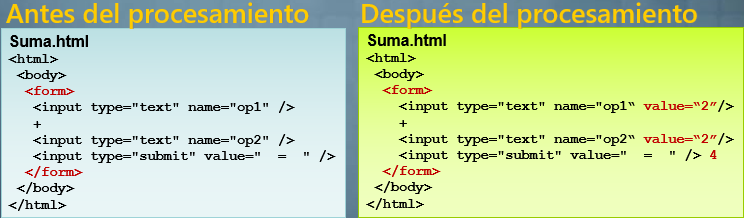 Antes del procesamiento
Suma.html
<html>
<body>
<form>
<input type="text" name="op1" />
+
<input type="text" name="op2" />
<input type="submit" value="  =  " />
</form>
</body>
</html>
Después del procesamiento
Suma.html
<html>
<body>
<form>
<input type="text" name="op1“ value=“2”/>
+
<input type="text" name="op2“ value=“2”/>
<input type="submit" value="  =  " /> 4
</form>
</body>
</html>